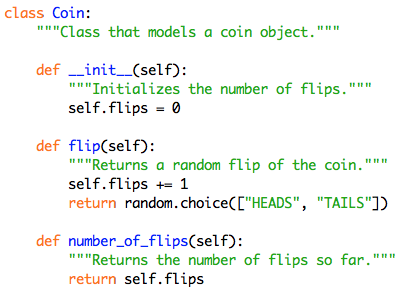 class Coin:
    """Class that models a coin object."""

    def __init__(self):
        """Initializes the number of flips."""
        self.flips = 0

    def flip(self):
        """Returns a random flip of the coin."""
        self.flips += 1
        return random.choice(["HEADS", "TAILS"])

    def number_of_flips(self):
        """Returns the number of flips so far."""
        return self.flips